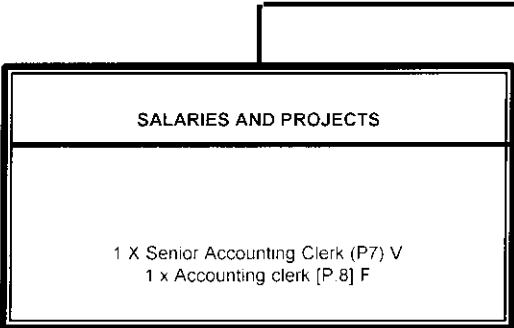 SALARIES AND PROJECTS
1 X Senior Accounting Clerk (P7) V
1 x Accounting clerk [P.8] F